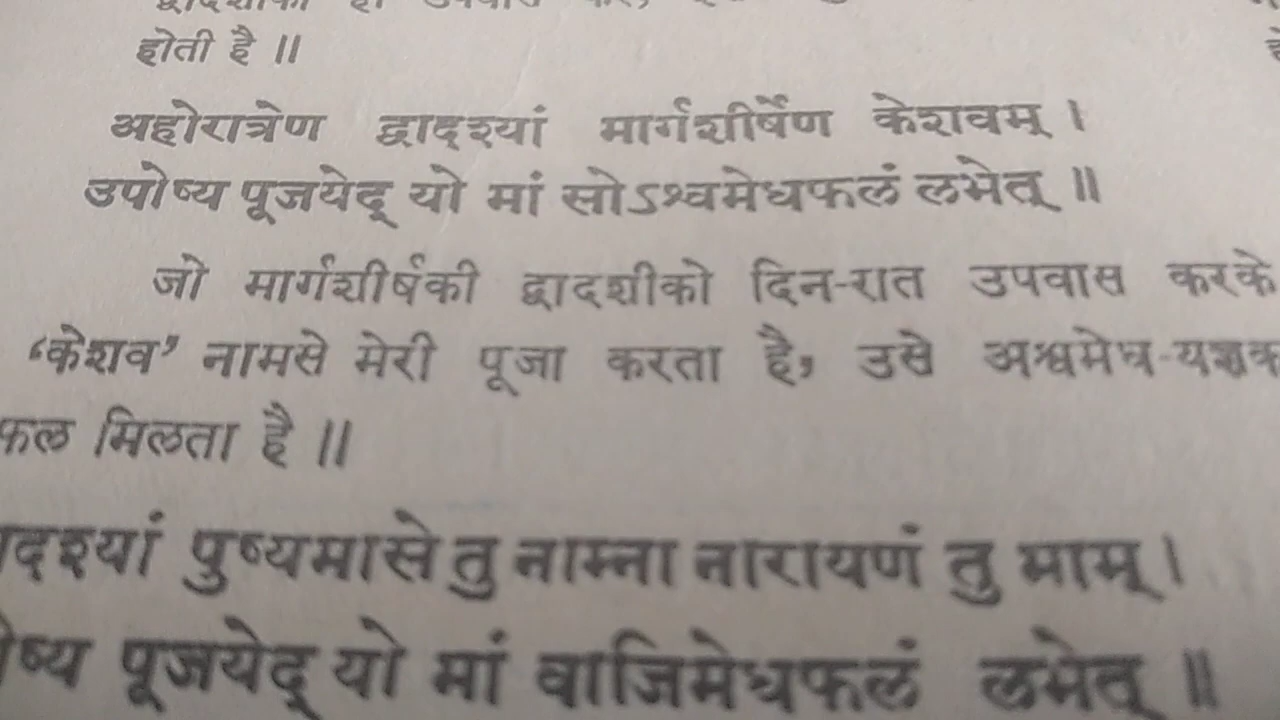 होती है ॥
अहोरात्रेण द्वादश्यां मार्गशीर्षेण केशवम् ।
उपोष्य पूजयेद् यो मां सोऽश्वमेधफलं लभेत् ॥
जो मार्गशीर्षकी द्वादशीको दिन-रात उपवास करके
‘केशव’ नामसे मेरी पूजा करता है, उसे अश्वमेध-यज्ञक
फल मिलता है ॥
ादश्यां पुष्यमासे तु नाम्ना नारायणं तु माम् ।
ोष्य पूजयेद् यो मां वाजिमेधफलं लभेत् ॥